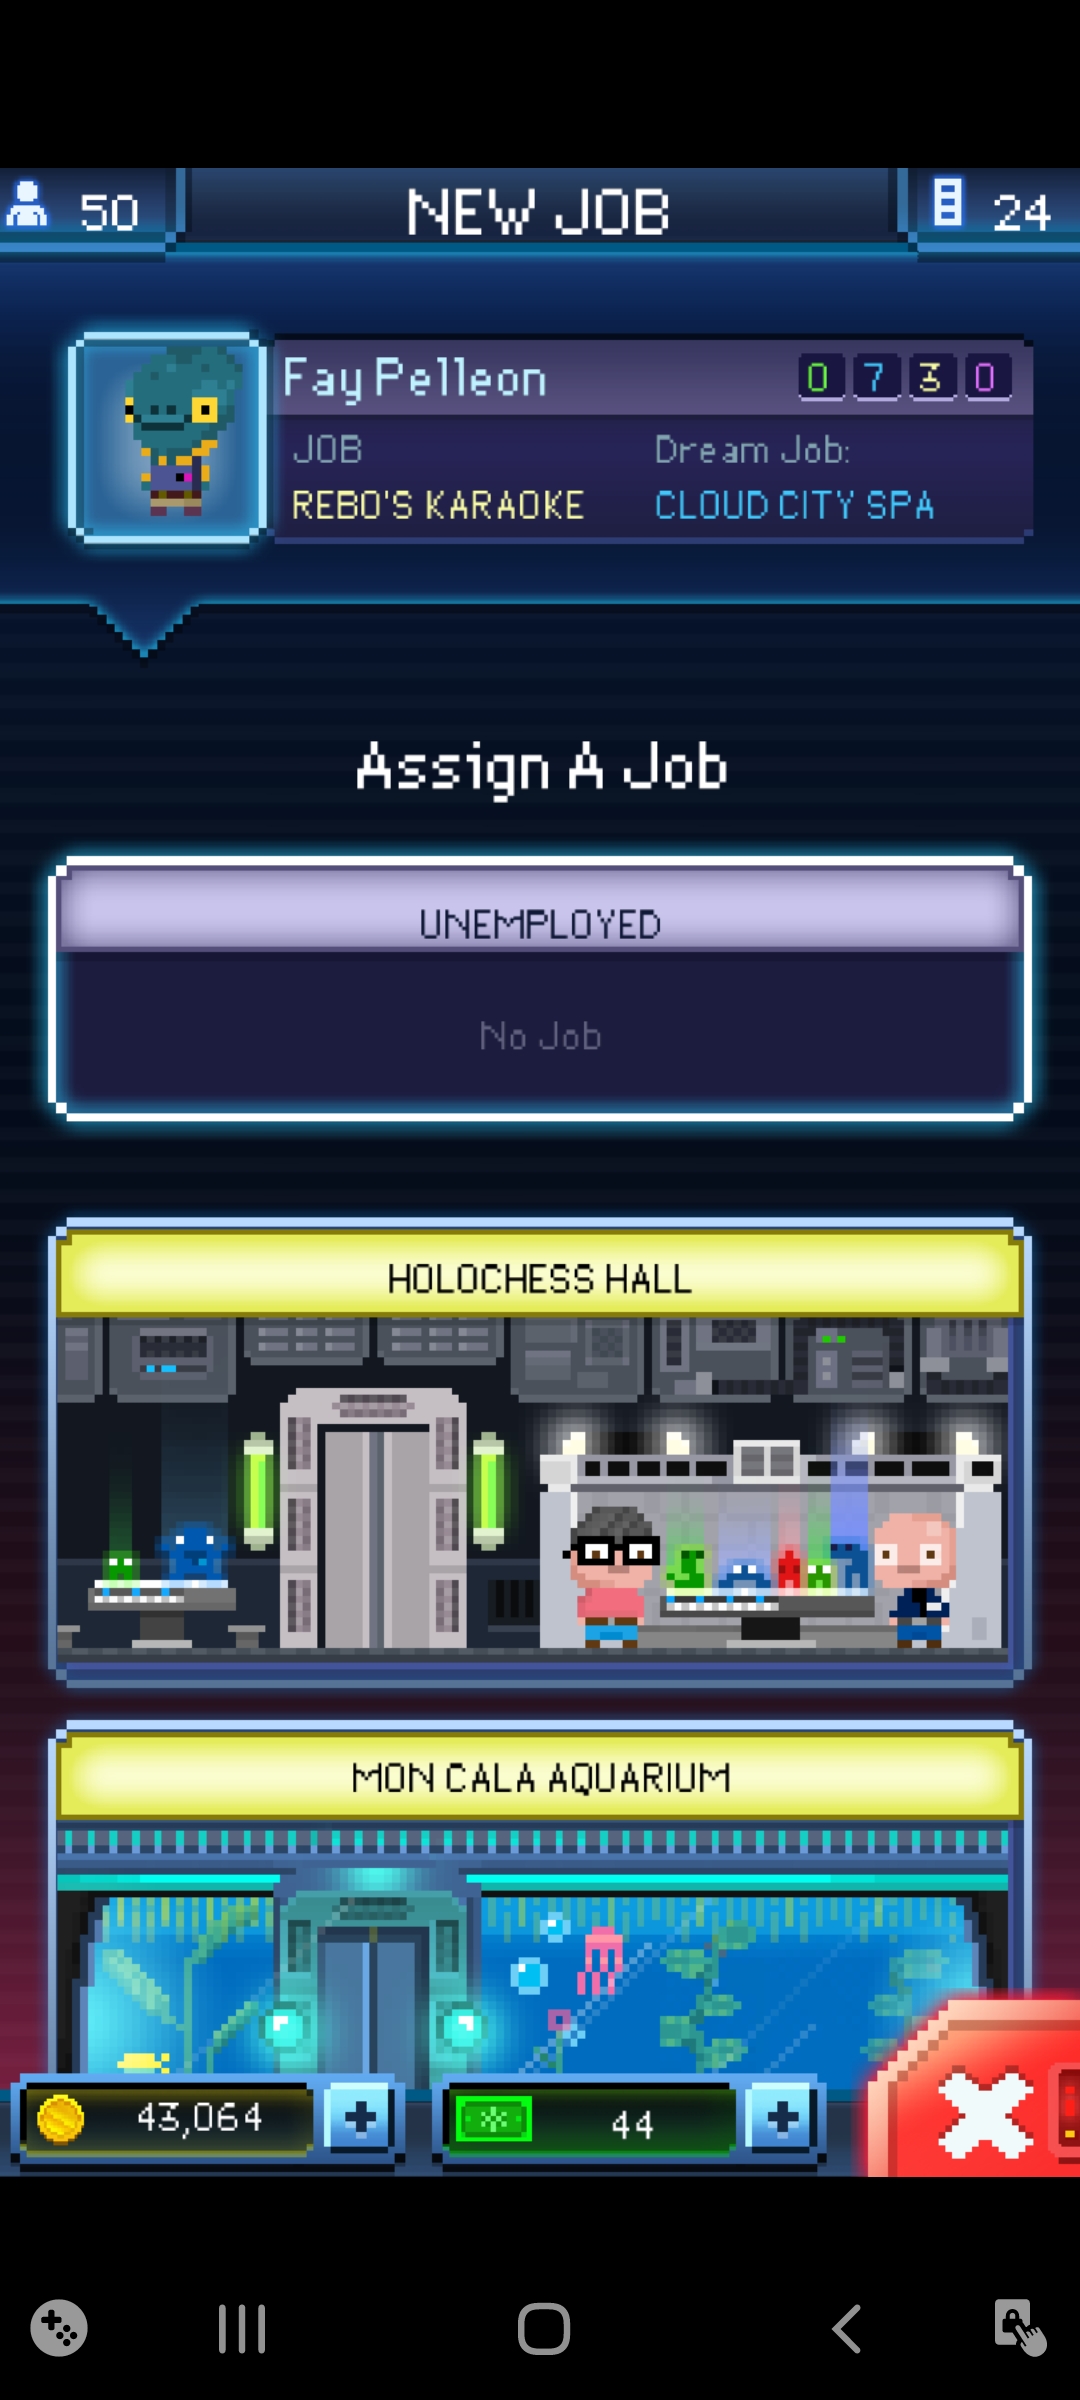 50 NEW JOB 24
Fay Pelleon 0 7 3 0
JOB Dream Job:
REBO'S KARAOKE CLOUD CITY SPA
Assign A Job
UNEMPLOYED
No Job
HOLOCHESS HALL
MON CALA AQUARIUM
43,064 + 44 +